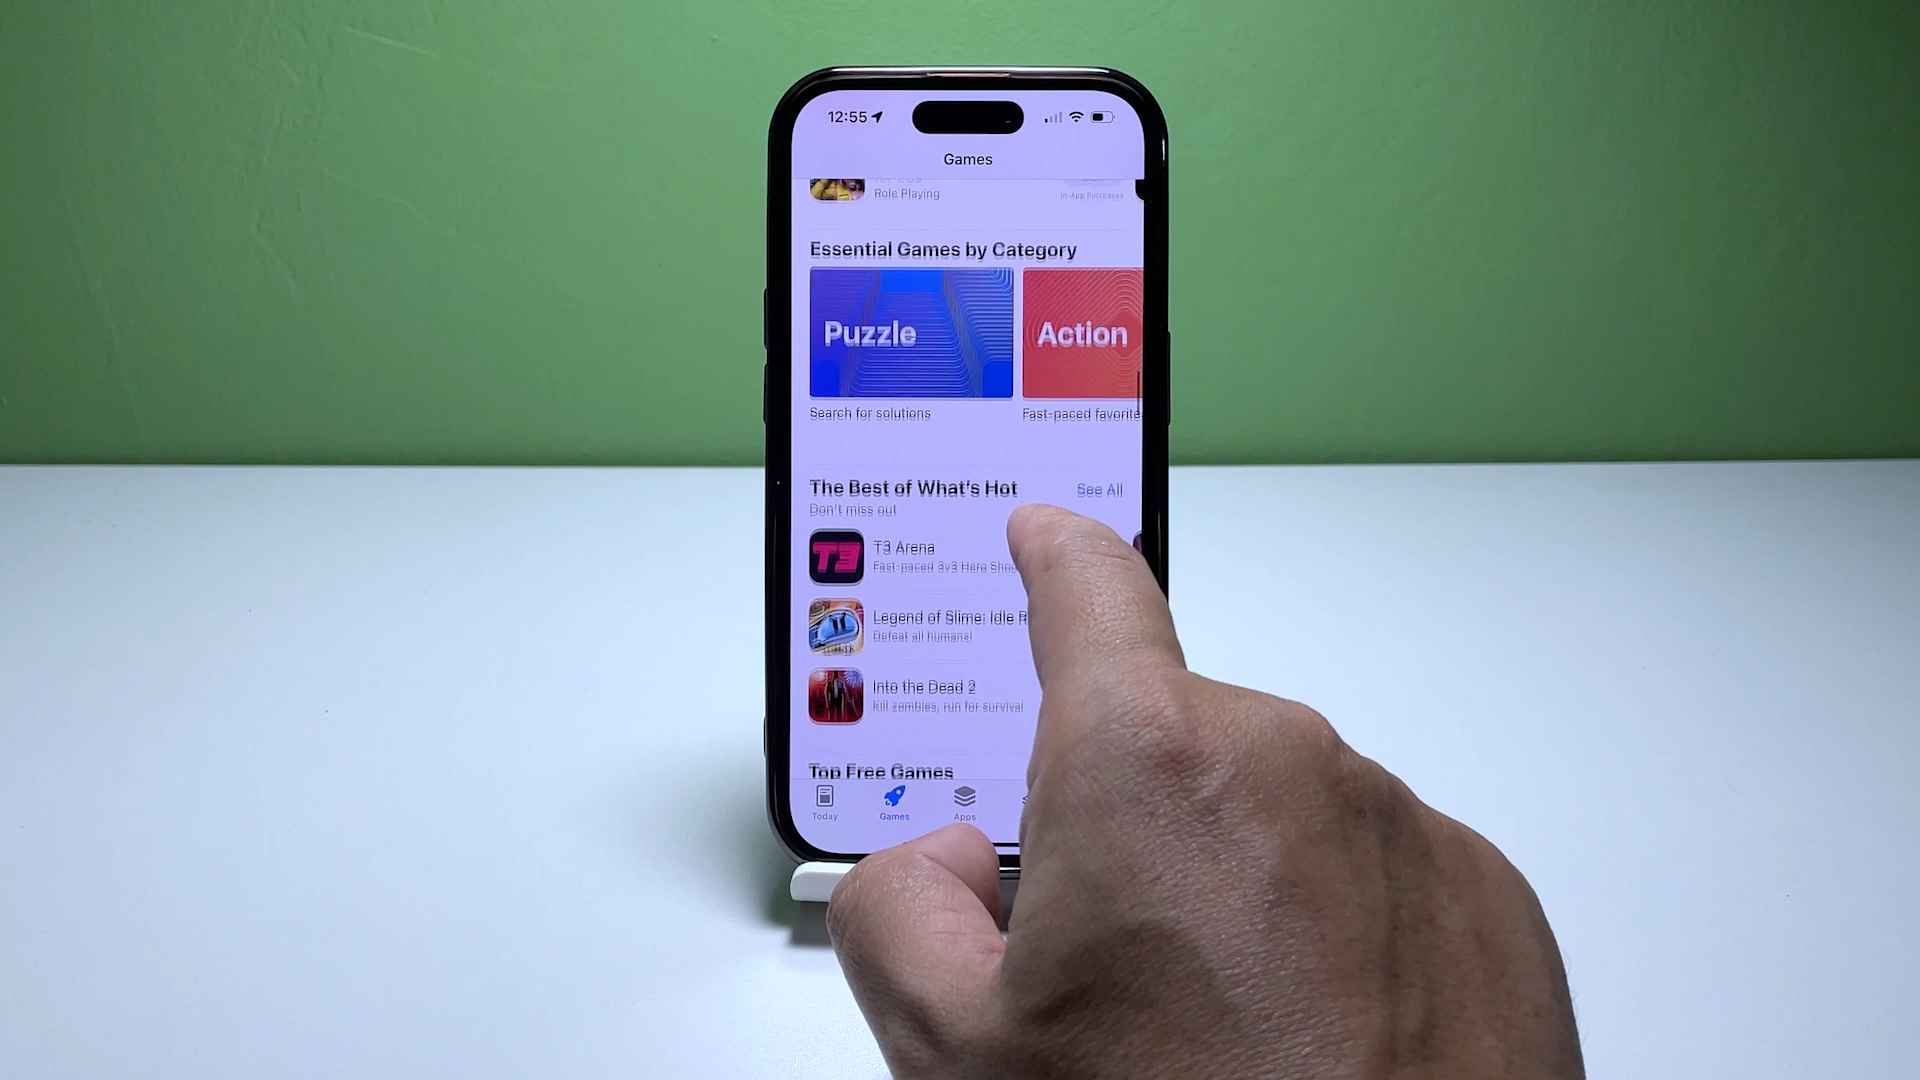 12:55
Games
Role Playing
In-App Purchases
Essential Games by Category
Puzzle
Action
Search for solutions
Fast-paced favorite
The Best of What's Hot
See All
Don't miss out
T3
T3 Arena
Fast-paced 3v3 Hero Shou
Legend of Slime: Idle R
Defeat all humans!
Into the Dead 2
Kill zombies, run for survival
Top Free Games
Today
Games
Apps